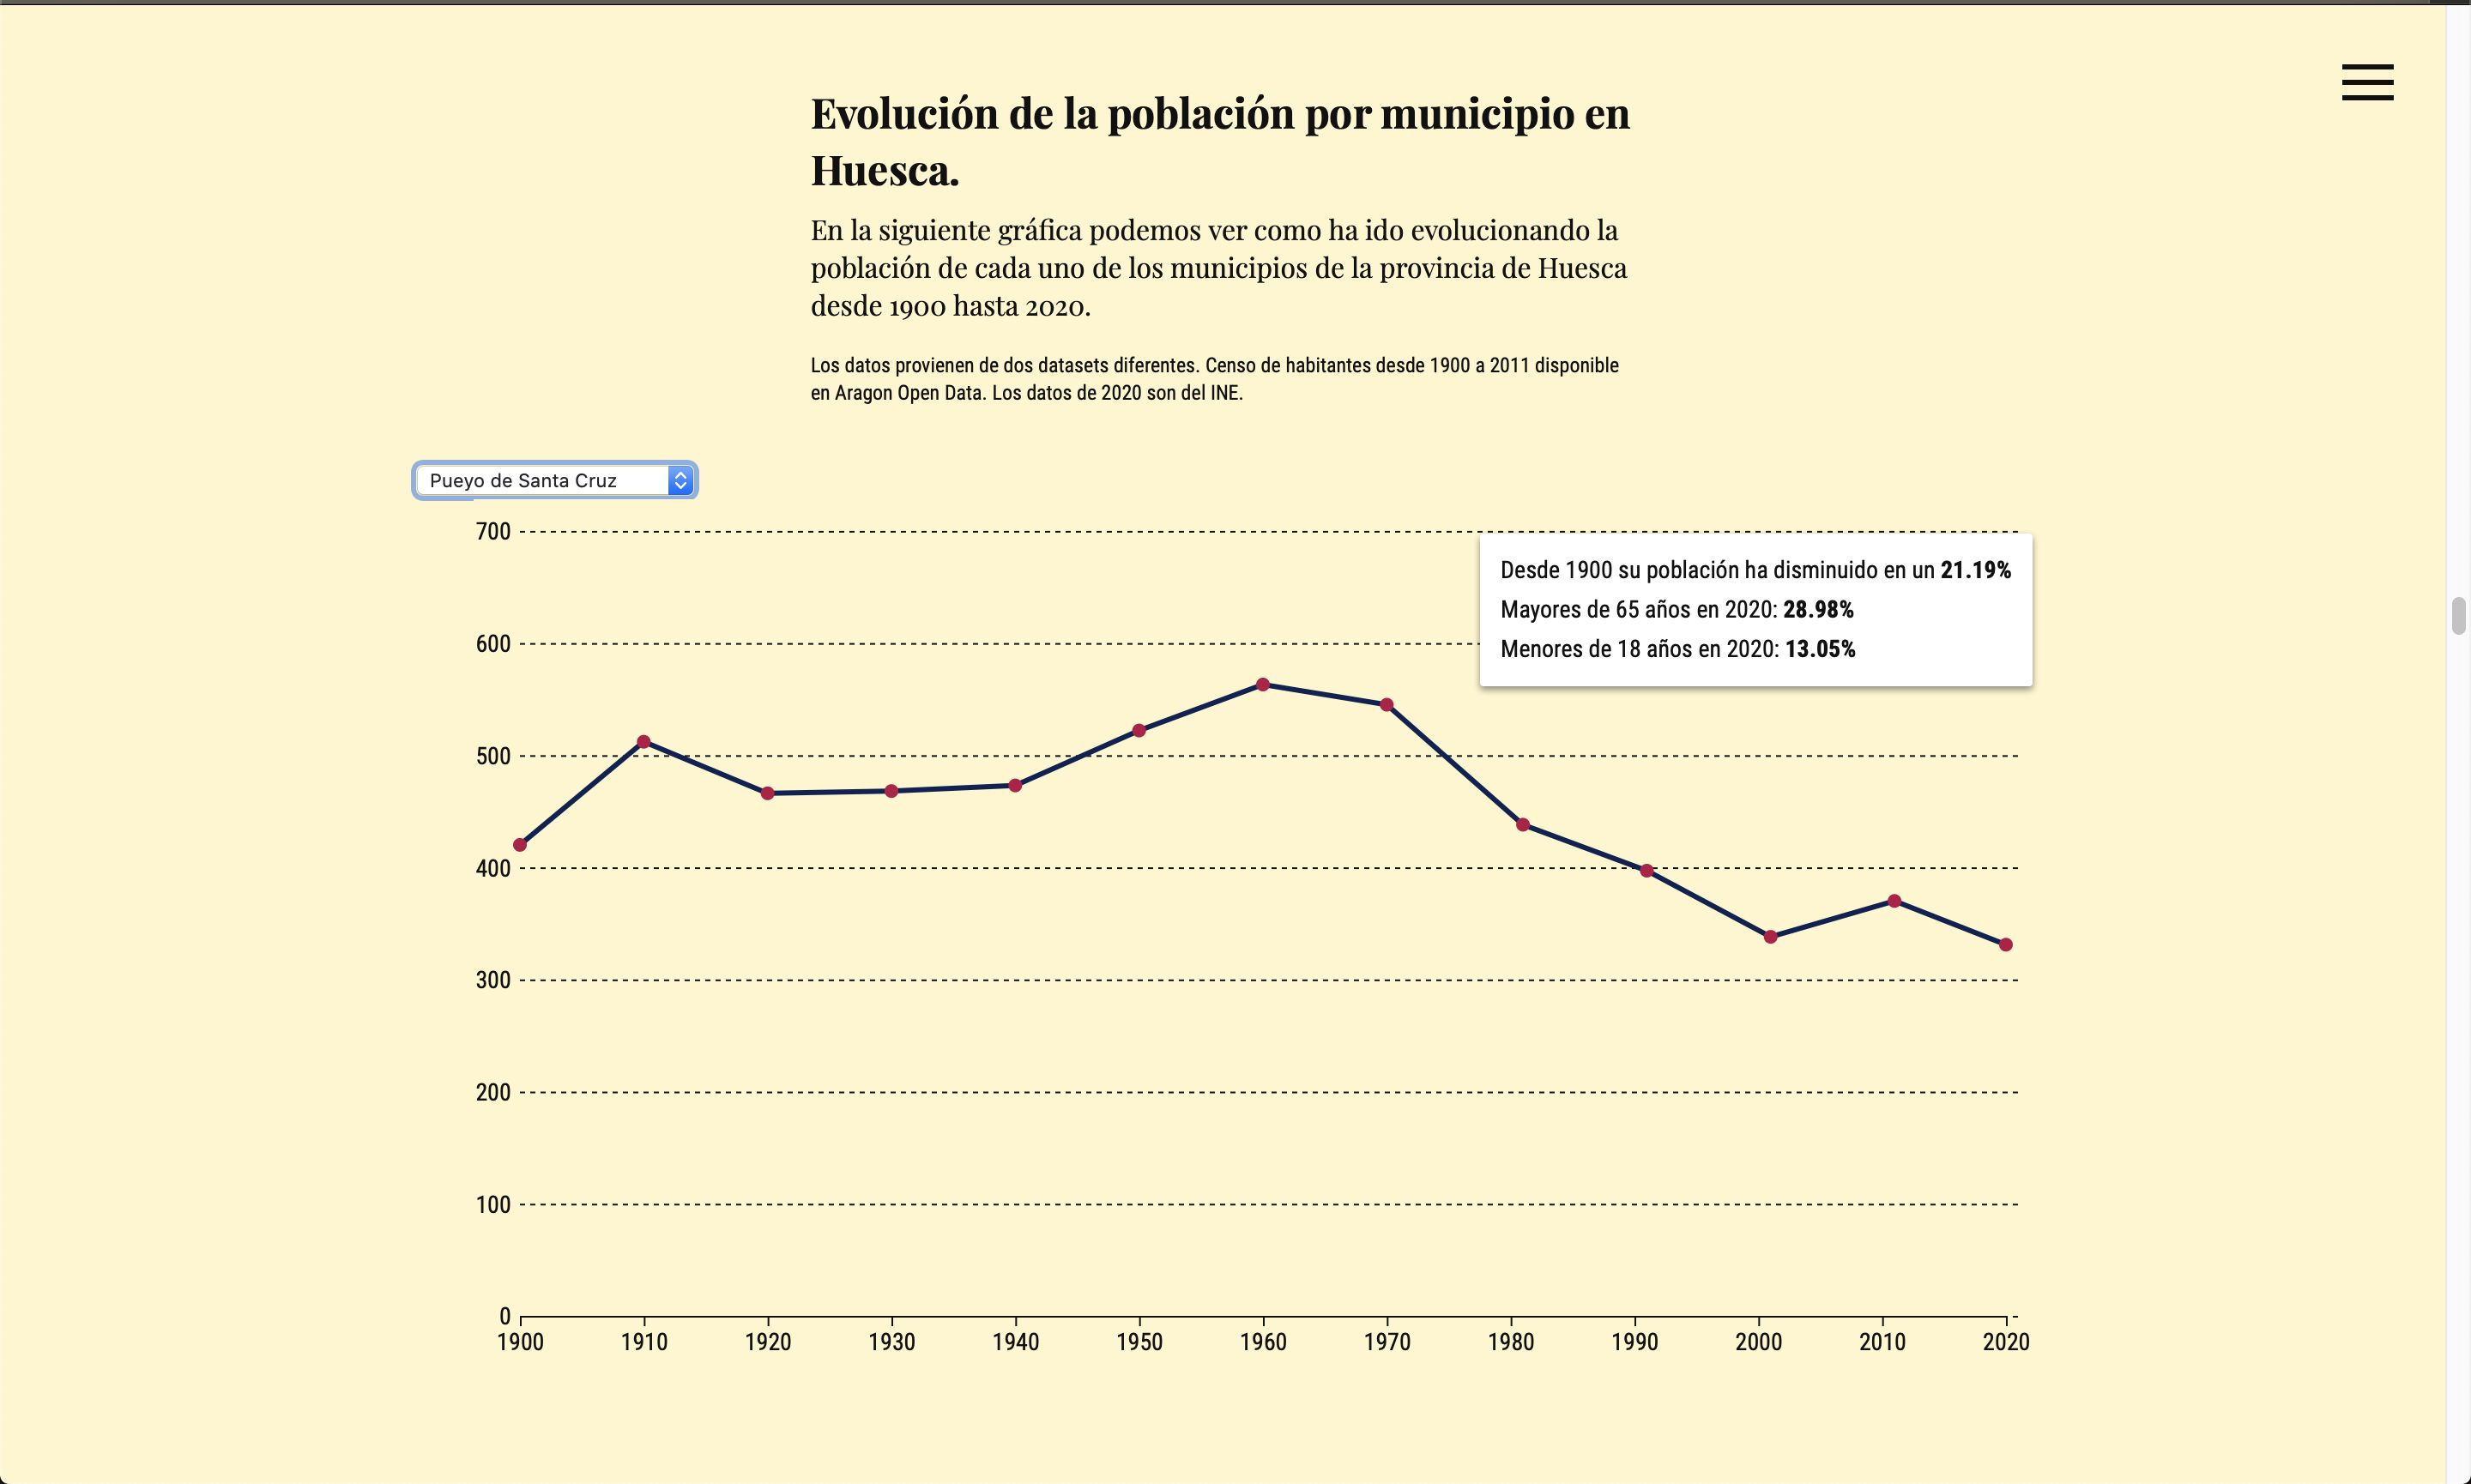 Evolución de la población por municipio en
Huesca.
En la siguiente gráfica podemos ver como ha ido evolucionando la
población de cada uno de los municipios de la provincia de Huesca
desde 1900 hasta 2020.
Los datos provienen de dos datasets diferentes. Censo de habitantes desde 1900 a 2011 disponible
en Aragon Open Data. Los datos de 2020 son del INE.
Pueyo de Santa Cruz
700
Desde 1900 su población ha disminuido en un 21.19%
Mayores de 65 años en 2020: 28.98%
Menores de 18 años en 2020: 13.05%
600
500
400
300
200
100
0
1900 1910 1920 1930 1940 1950 1960 1970 1980 1990 2000 2010 2020